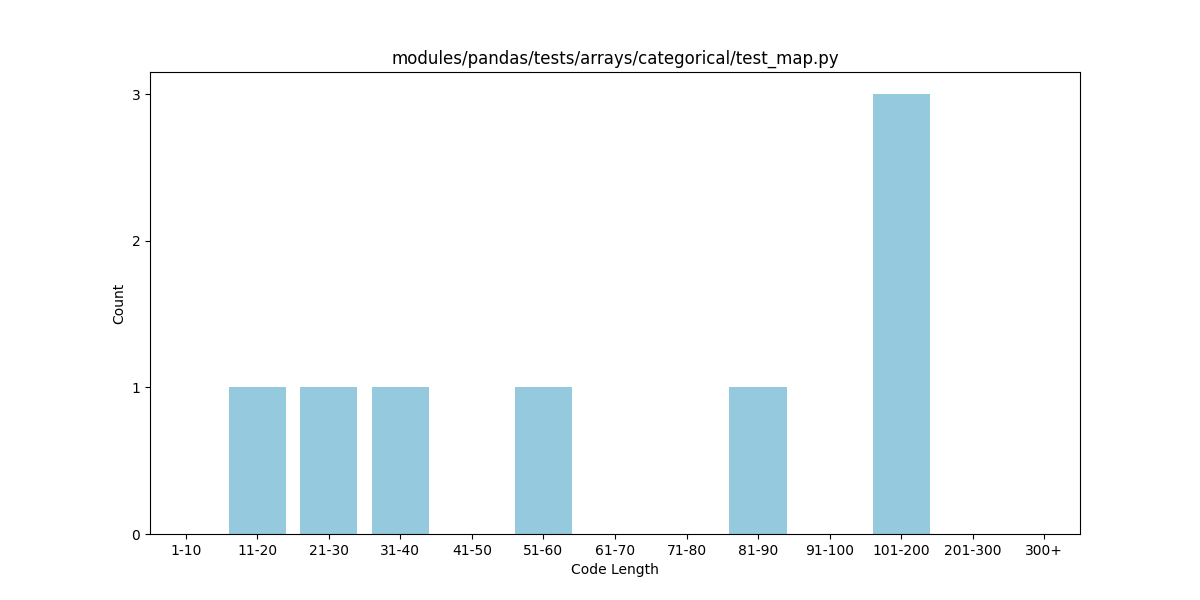 modules/pandas/tests/arrays/categorical/test_map.py
Count
3
2
1
0
1-10 11-20 21-30 31-40 41-50 51-60 61-70 71-80 81-90 91-100 101-200 201-300 300+
Code Length